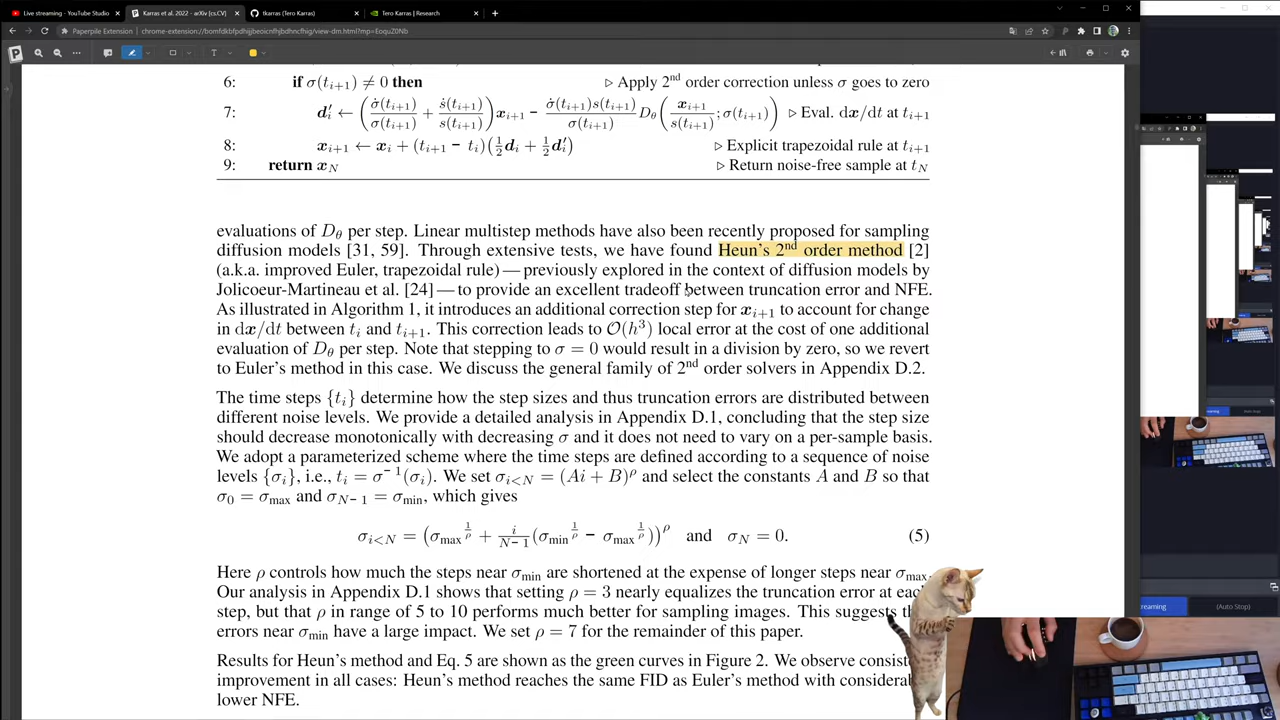 Live streaming - YouTube Studio
Karras et al. 2022 - arXiv [cs.CV]
tkarras (Tero Karras)
NVIDIA Tero Karras | Research
Paperpile Extension | chrome-extension://bomfdkbfpdhijjbeoicnfhjbdhncfhig/view-dm.html?mp=EoquZ0Nb
6: if σ(t_{i+1}) ≠ 0 then ▷ Apply 2nd order correction unless σ goes to zero
7: d′_i ← (σ̇(t_{i+1})/σ(t_{i+1}) + ṡ(t_{i+1})/s(t_{i+1})) x_{i+1} − σ̇(t_{i+1})s(t_{i+1})/σ(t_{i+1}) D_θ(x_{i+1}/s(t_{i+1}); σ(t_{i+1})) ▷ Eval. dx/dt at t_{i+1}
8: x_{i+1} ← x_i + (t_{i+1} − t_i)(½d_i + ½d′_i) ▷ Explicit trapezoidal rule at t_{i+1}
9: return x_N ▷ Return noise-free sample at t_N
evaluations of D_θ per step. Linear multistep methods have also been recently proposed for sampling
diffusion models [31, 59]. Through extensive tests, we have found Heun's 2nd order method [2]
(a.k.a. improved Euler, trapezoidal rule) — previously explored in the context of diffusion models by
Jolicoeur-Martineau et al. [24] — to provide an excellent tradeoff between truncation error and NFE.
As illustrated in Algorithm 1, it introduces an additional correction step for x_{i+1} to account for change
in dx/dt between t_i and t_{i+1}. This correction leads to O(h³) local error at the cost of one additional
evaluation of D_θ per step. Note that stepping to σ = 0 would result in a division by zero, so we revert
to Euler's method in this case. We discuss the general family of 2nd order solvers in Appendix D.2.
The time steps {t_i} determine how the step sizes and thus truncation errors are distributed between
different noise levels. We provide a detailed analysis in Appendix D.1, concluding that the step size
should decrease monotonically with decreasing σ and it does not need to vary on a per-sample basis.
We adopt a parameterized scheme where the time steps are defined according to a sequence of noise
levels {σ_i}, i.e., t_i = σ⁻¹(σ_i). We set σ_{i<N} = (Ai + B)^ρ and select the constants A and B so that
σ_0 = σ_max and σ_{N−1} = σ_min, which gives
σ_{i<N} = (σ_max^{1/ρ} + i/(N−1) (σ_min^{1/ρ} − σ_max^{1/ρ}))^ρ and σ_N = 0. (5)
Here ρ controls how much the steps near σ_min are shortened at the expense of longer steps near σ_max.
Our analysis in Appendix D.1 shows that setting ρ = 3 nearly equalizes the truncation error at each
step, but that ρ in range of 5 to 10 performs much better for sampling images. This suggests th
errors near σ_min have a large impact. We set ρ = 7 for the remainder of this paper.
Results for Heun's method and Eq. 5 are shown as the green curves in Figure 2. We observe consiste
improvement in all cases: Heun's method reaches the same FID as Euler's method with considerab
lower NFE.
reaming
(Auto Stop)